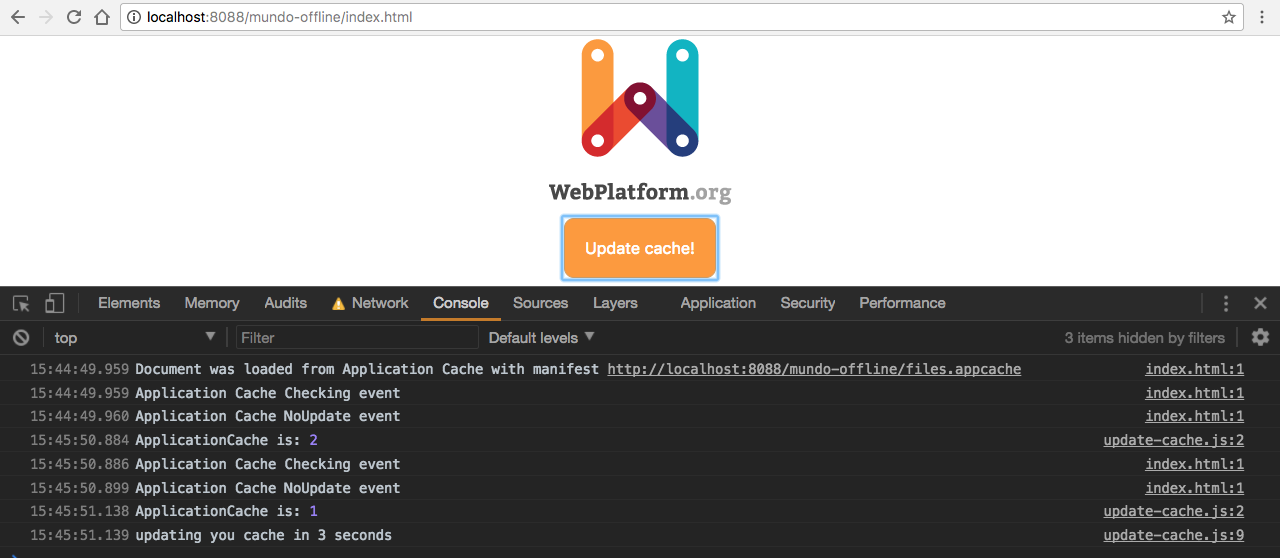 localhost:8088/mundo-offline/index.html
WebPlatform.org
Update cache!
Elements Memory Audits Network Console Sources Layers Application Security Performance
top Filter Default levels 3 items hidden by filters
15:44:49.959 Document was loaded from Application Cache with manifest http://localhost:8088/mundo-offline/files.appcache index.html:1
15:44:49.959 Application Cache Checking event index.html:1
15:44:49.960 Application Cache NoUpdate event index.html:1
15:45:50.884 ApplicationCache is: 2 update-cache.js:2
15:45:50.886 Application Cache Checking event index.html:1
15:45:50.899 Application Cache NoUpdate event index.html:1
15:45:51.138 ApplicationCache is: 1 update-cache.js:2
15:45:51.139 updating you cache in 3 seconds update-cache.js:9